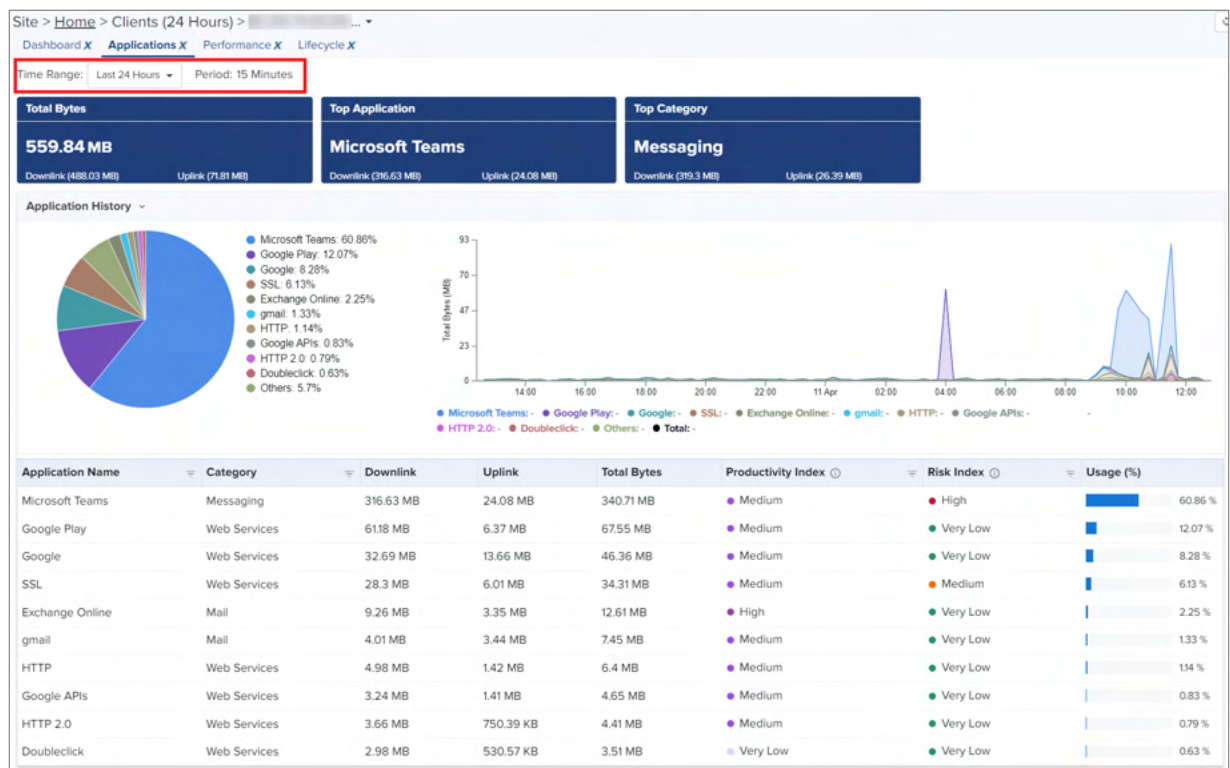 Site > Home > Clients (24 Hours) > ...
Dashboard X Applications X Performance X Lifecycle X
Time Range: Last 24 Hours Period: 15 Minutes
Total Bytes
559.84 MB
Downlink (488.03 MB) Uplink (71.81 MB)
Top Application
Microsoft Teams
Downlink (316.63 MB) Uplink (24.08 MB)
Top Category
Messaging
Downlink (319.3 MB) Uplink (26.39 MB)
Application History
Microsoft Teams: 60.86%
Google Play: 12.07%
Google: 8.28%
SSL: 6.13%
Exchange Online: 2.25%
gmail: 1.33%
HTTP: 1.14%
Google APIs: 0.83%
HTTP 2.0: 0.79%
Doubleclick: 0.63%
Others: 5.7%
Total Bytes (MB)
93
70
47
23
0
14:00 16:00 18:00 20:00 22:00 11 Apr 02:00 04:00 06:00 08:00 10:00 12:00
Microsoft Teams: - Google Play: - Google: - SSL: - Exchange Online: - gmail: - HTTP: - Google APIs: - -
HTTP 2.0: - Doubleclick: - Others: - Total: -
Application Name Category Downlink Uplink Total Bytes Productivity Index Risk Index Usage (%)
Microsoft Teams Messaging 316.63 MB 24.08 MB 340.71 MB Medium High 60.86 %
Google Play Web Services 61.18 MB 6.37 MB 67.55 MB Medium Very Low 12.07 %
Google Web Services 32.69 MB 13.66 MB 46.36 MB Medium Very Low 8.28 %
SSL Web Services 28.3 MB 6.01 MB 34.31 MB Medium Medium 6.13 %
Exchange Online Mail 9.26 MB 3.35 MB 12.61 MB High Very Low 2.25 %
gmail Mail 4.01 MB 3.44 MB 7.45 MB Medium Very Low 1.33 %
HTTP Web Services 4.98 MB 1.42 MB 6.4 MB Medium Very Low 1.14 %
Google APIs Web Services 3.24 MB 1.41 MB 4.65 MB Medium Very Low 0.83 %
HTTP 2.0 Web Services 3.66 MB 750.39 KB 4.41 MB Medium Very Low 0.79 %
Doubleclick Web Services 2.98 MB 530.57 KB 3.51 MB Very Low Very Low 0.63 %